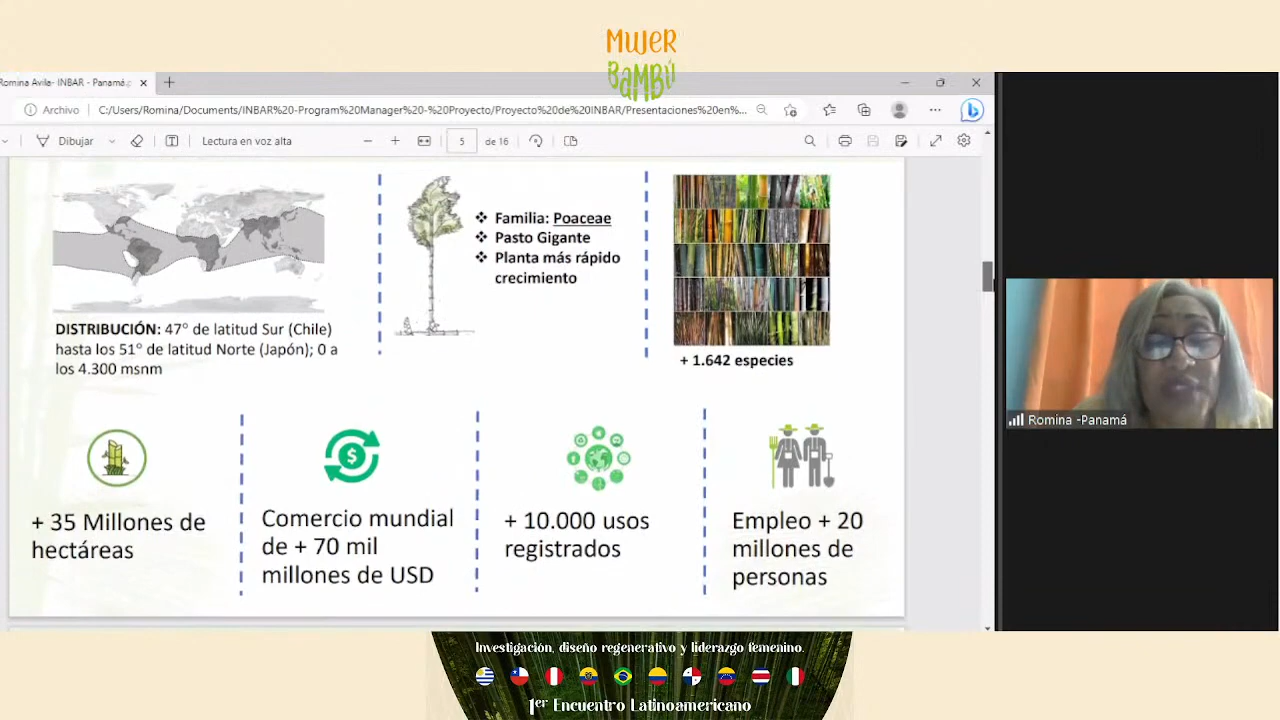 MUJER
BAMBÚ
Romina Avila- INBAR - Panamá.p
Archivo
C:/Users/Romina/Documents/INBAR%20-Program%20Manager%20-%20Proyecto/Proyecto%20de%20INBAR/Presentaciones%20en%...
Dibujar
Lectura en voz alta
5
de 16
Familia: Poaceae
Pasto Gigante
Planta más rápido
crecimiento
DISTRIBUCIÓN: 47° de latitud Sur (Chile)
hasta los 51° de latitud Norte (Japón); 0 a
los 4.300 msnm
+ 1.642 especies
+ 35 Millones de
hectáreas
Comercio mundial
de + 70 mil
millones de USD
+ 10.000 usos
registrados
Empleo + 20
millones de
personas
Romina -Panamá
Investigación, diseño regenerativo y liderazgo femenino.
1er Encuentro Latinoamericano